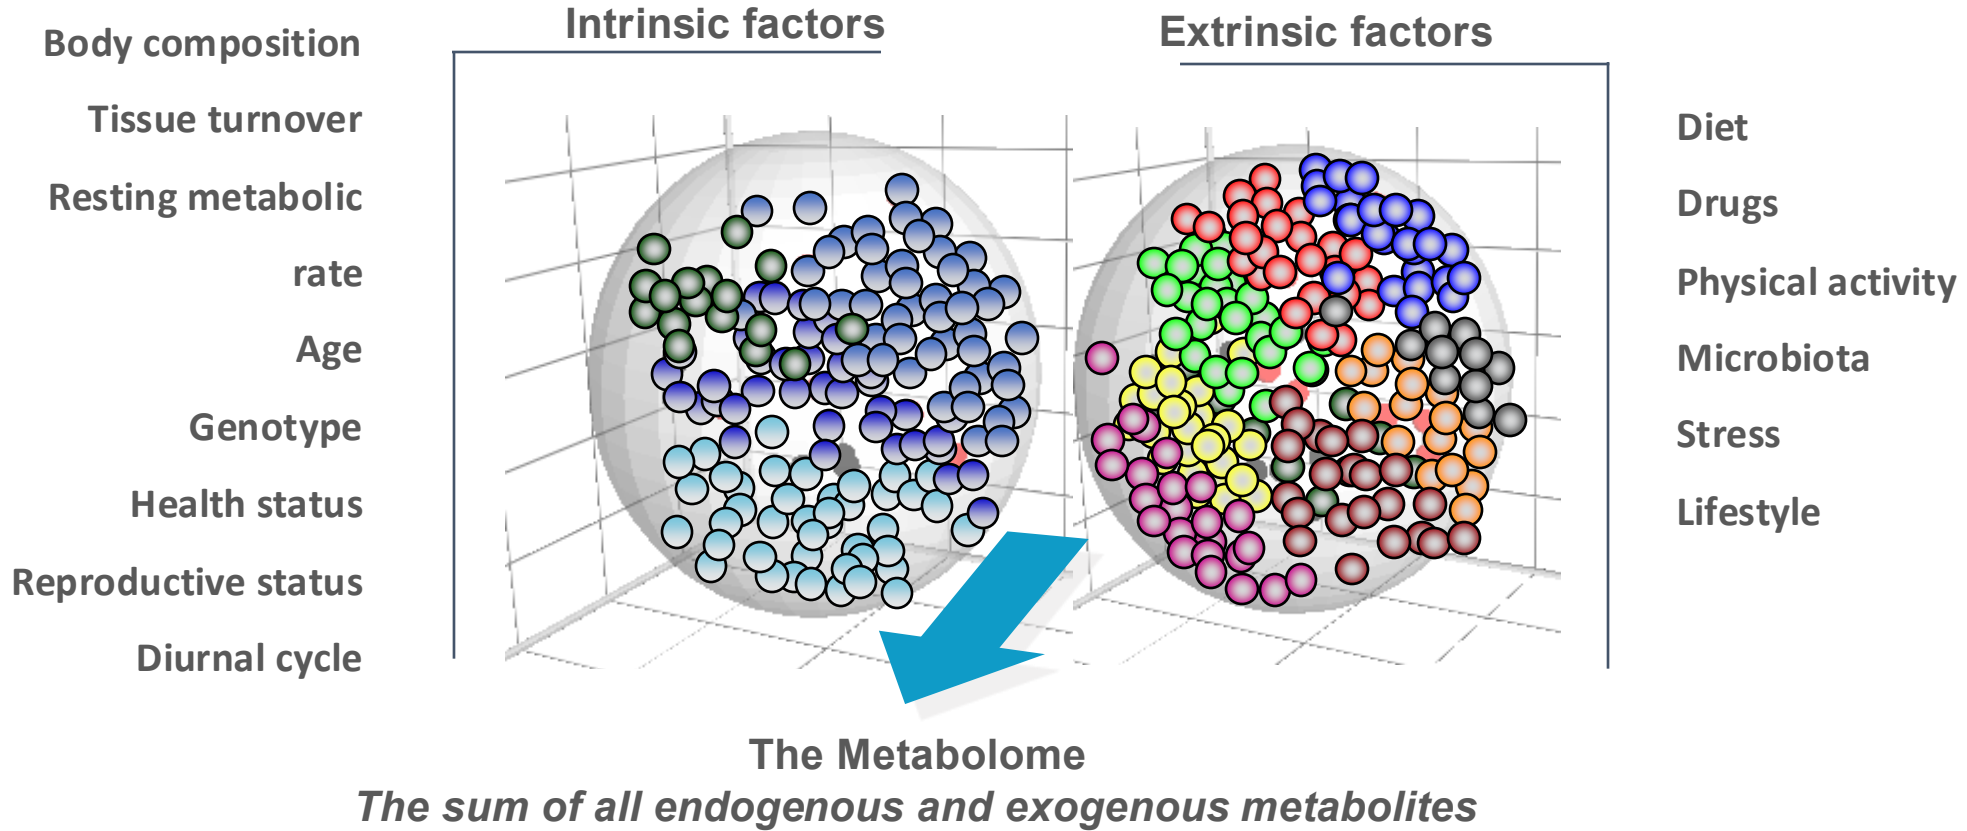 Intrinsic factors
Extrinsic factors
Body composition
Tissue turnover
Resting metabolic
rate
Age
Genotype
Health status
Reproductive status
Diurnal cycle
Diet
Drugs
Physical activity
Microbiota
Stress
Lifestyle
The Metabolome
The sum of all endogenous and exogenous metabolites